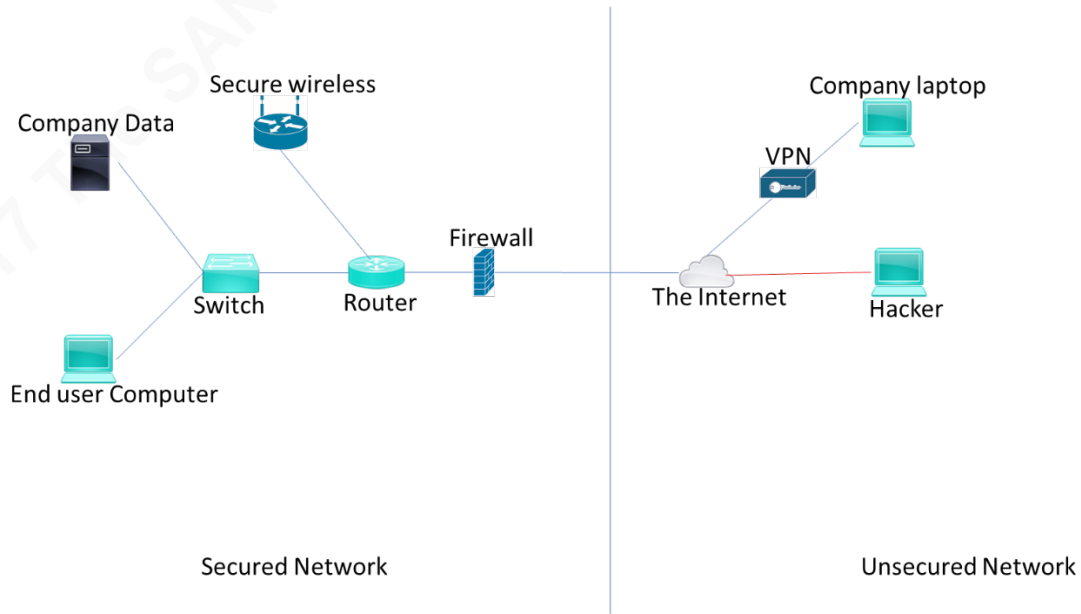 Secure wireless
Company laptop
Company Data
VPN
Firewall
Switch
Router
The Internet
Hacker
End user Computer
Secured Network
Unsecured Network